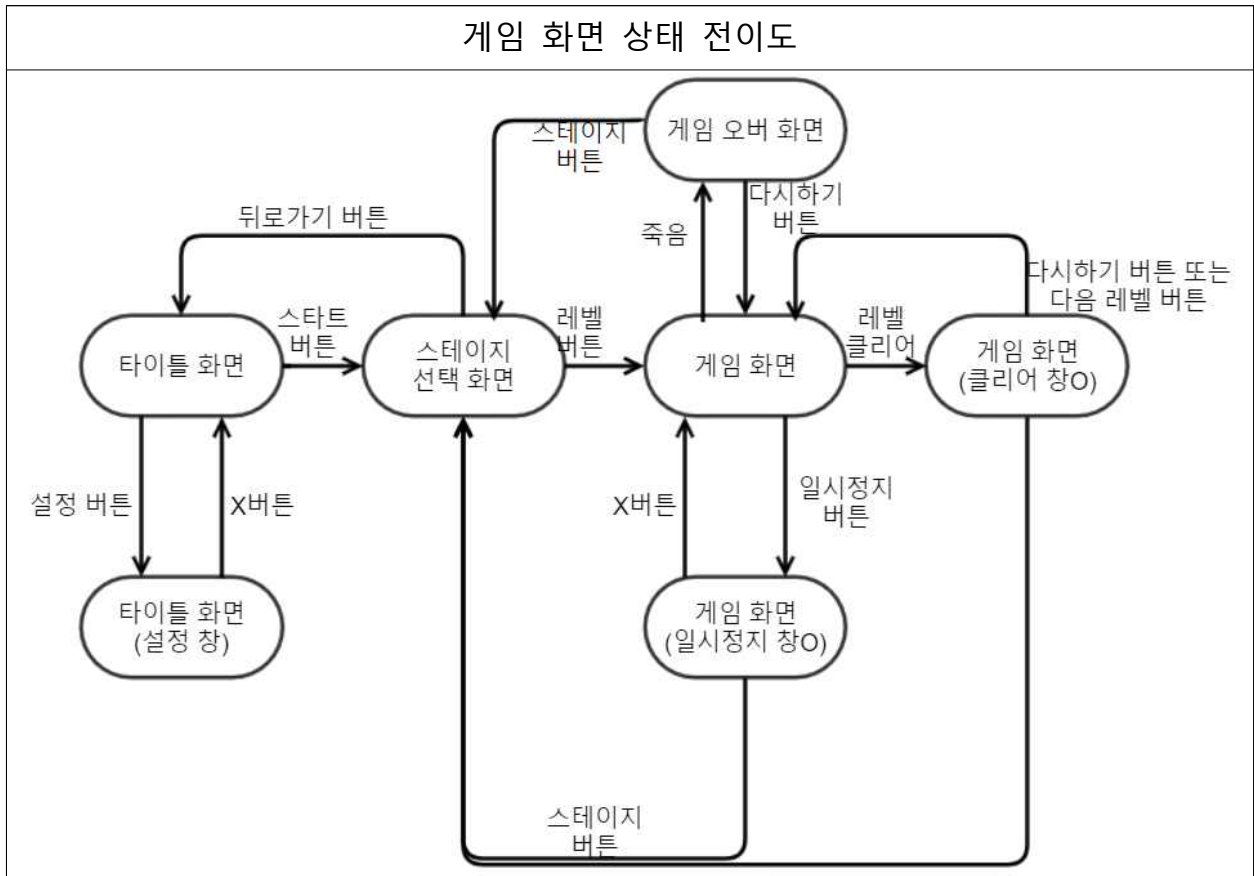 게임 화면 상태 전이도
게임 오버 화면
스테이지
버튼
다시하기
버튼
죽음
뒤로가기 버튼
다시하기 버튼 또는
다음 레벨 버튼
타이틀 화면
스타트
버튼
스테이지
선택 화면
레벨
버튼
게임 화면
레벨
클리어
게임 화면
(클리어 창O)
설정 버튼
X버튼
X버튼
일시정지
버튼
타이틀 화면
(설정 창)
게임 화면
(일시정지 창O)
스테이지
버튼